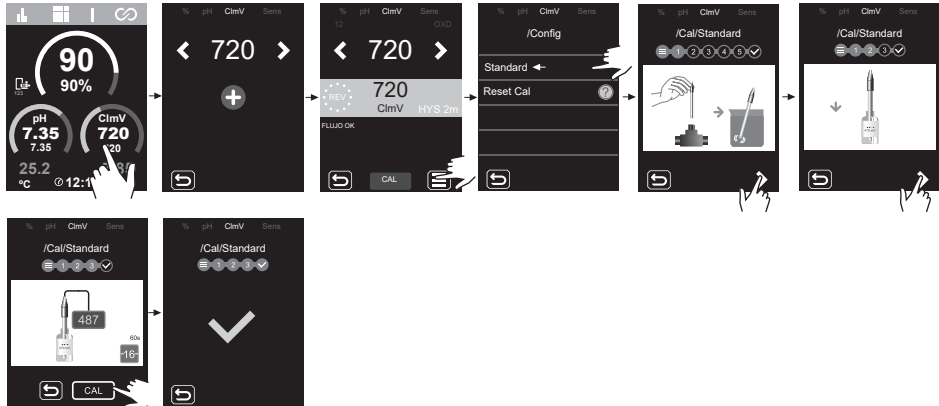 90
90%
123
pH
7.35
7.35
ClmV
720
25.2
ºC
12:1
% pH ClmV Sens
720
% pH ClmV Sens
12 OXD
720
REV
720
ClmV
HYS 2m
FLUJO OK
CAL
% pH ClmV Sens
/Config
Standard
Reset Cal ?
% pH ClmV Sens
/Cal/Standard
1 2 3 4 5
% pH ClmV Sens
/Cal/Standard
1 2 3
% pH ClmV Sens
/Cal/Standard
1 2 3
487
60s
-16-
CAL
% pH ClmV Sens
/Cal/Standard
1 2 3